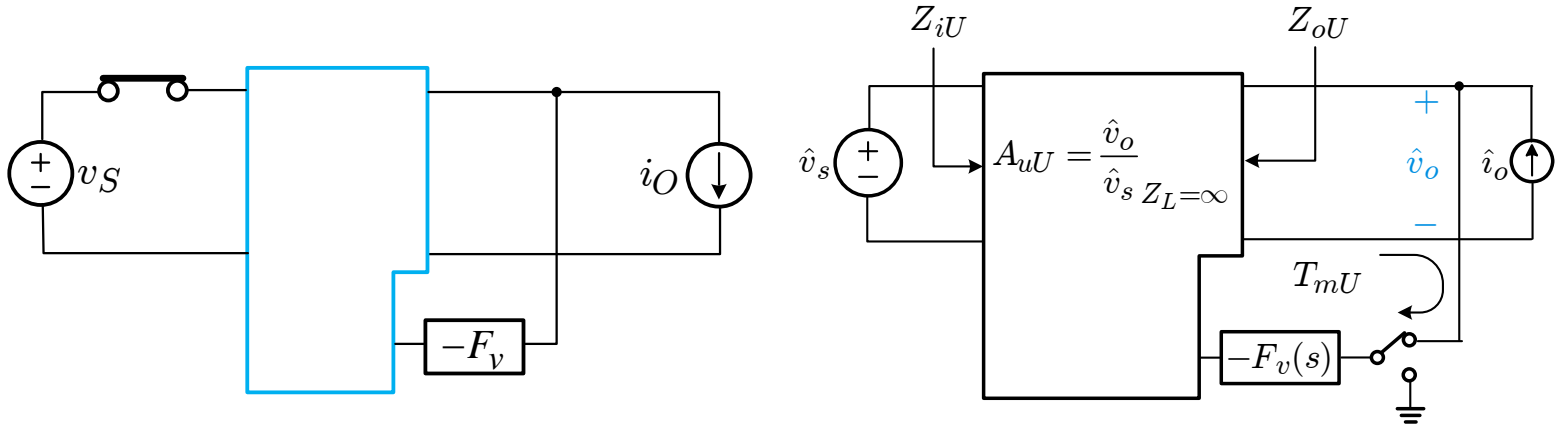 +
−
v_S
i_O
−F_v
Z_{iU}
Z_{oU}
\hat{v}_s
+
−
A_{uU} = \frac{\hat{v}_o}{\hat{v}_s}_{Z_L=∞}
+
\hat{v}_o
−
\hat{i}_o
T_{mU}
−F_v(s)